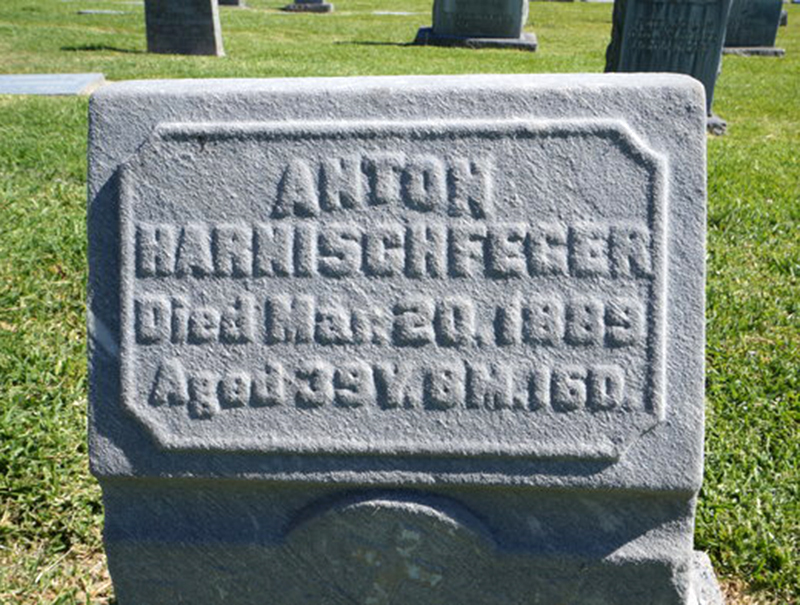 ANTON
HARNISCHFEGER
Died Mar. 20, 1889
Aged 39 Y. 8 M. 16 D.